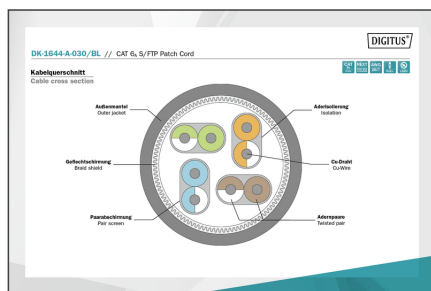 DIGITUS®
DK-1644-A-030/BL // CAT 6A S/FTP Patch Cord
Kabelquerschnitt
Cable cross section
Außenmantel
Outer jacket
Aderisolierung
Isolation
Geflechtschirmung
Braid shield
Cu-Draht
Cu-Wire
Paarabschirmung
Pair screen
Adernpaare
Twisted pair